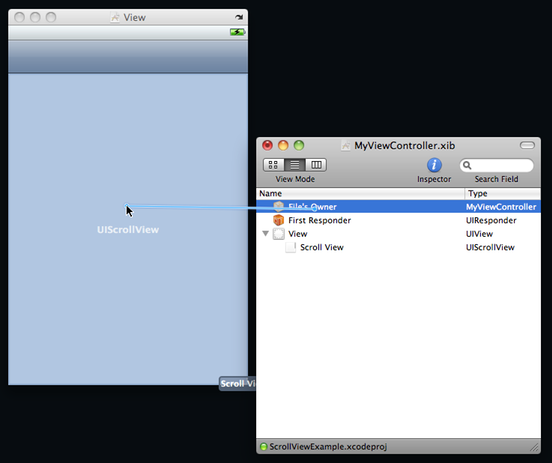 View
UIScrollView
Scroll Vi
MyViewController.xib
View Mode
Inspector
Search Field
Name Type
File's Owner MyViewController
First Responder UIResponder
View UIView
Scroll View UIScrollView
ScrollViewExample.xcodeproj